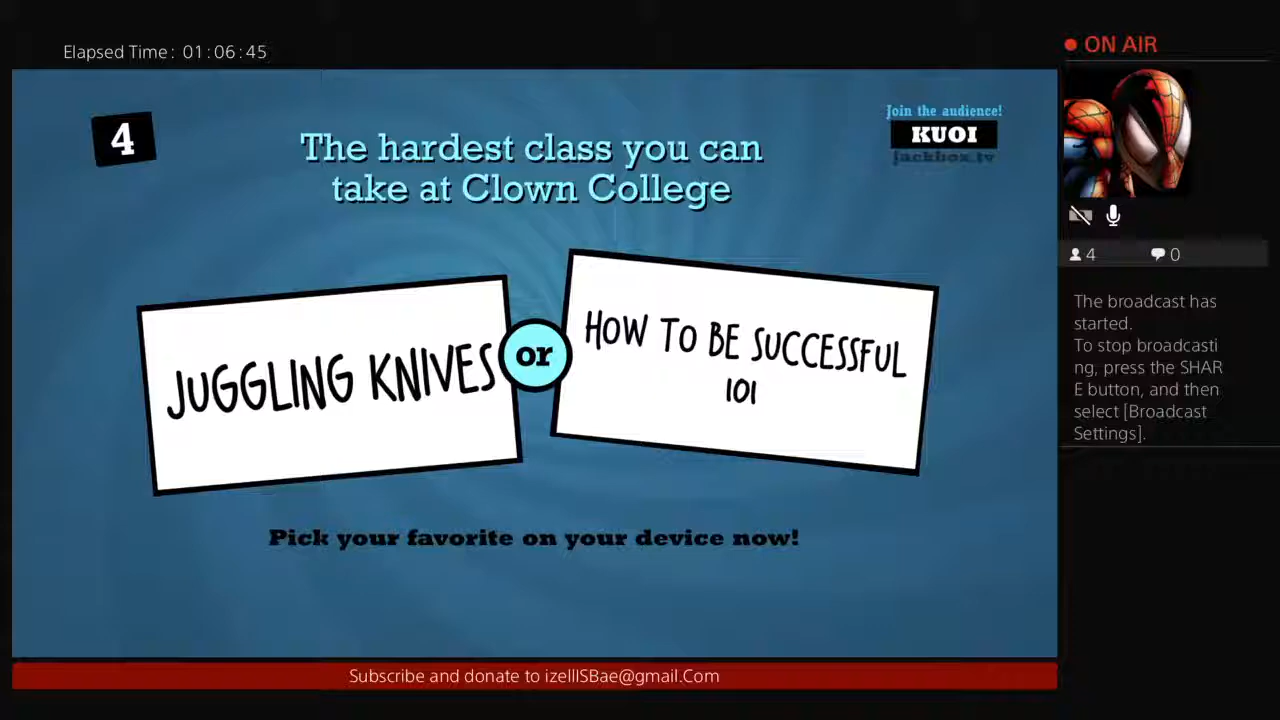 Elapsed Time: 01:06:45
ON AIR
4
The hardest class you can
take at Clown College
Join the audience!
KUOI
jackbox.tv
4
0
JUGGLING KNIVES
or
HOW TO BE SUCCESSFUL
101
The broadcast has
started.
To stop broadcasti
ng, press the SHAR
E button, and then
select [Broadcast
Settings].
Pick your favorite on your device now!
Subscribe and donate to izellISBae@gmail.Com